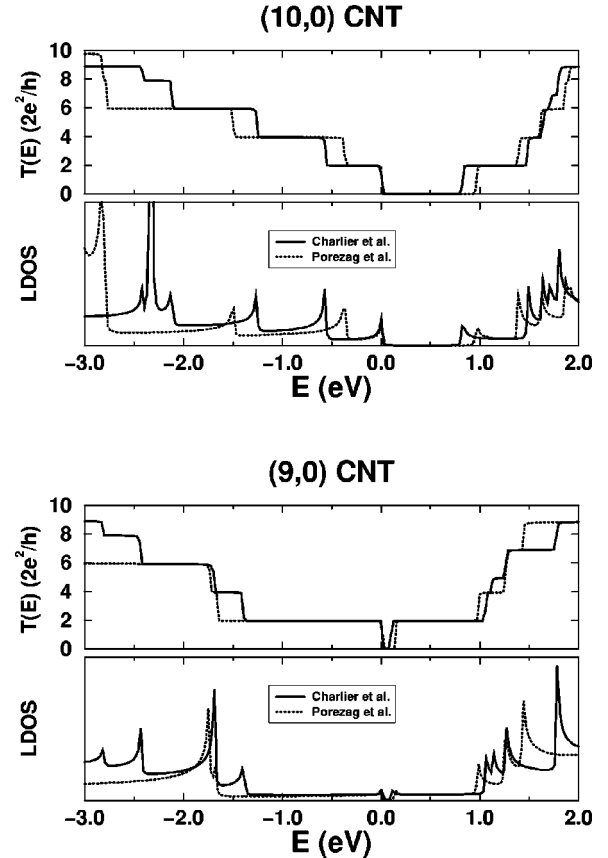 (10,0) CNT
T(E) (2e²/h)
10
8
6
4
2
0
LDOS
Charlier et al.
Porezag et al.
−3.0 −2.0 −1.0 0.0 1.0 2.0
E (eV)
(9,0) CNT
T(E) (2e²/h)
10
8
6
4
2
0
LDOS
Charlier et al.
Porezag et al.
−3.0 −2.0 −1.0 0.0 1.0 2.0
E (eV)